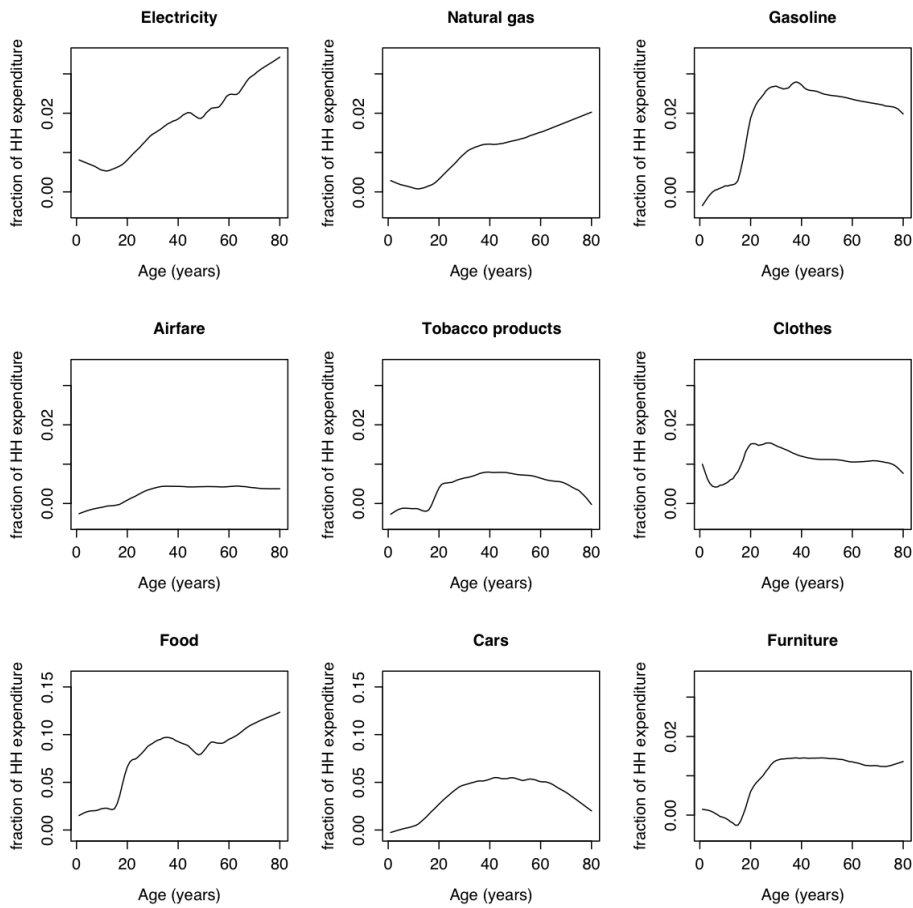 Electricity
fraction of HH expenditure
0.00 0.02
0 20 40 60 80
Age (years)
Natural gas
fraction of HH expenditure
0.00 0.02
0 20 40 60 80
Age (years)
Gasoline
fraction of HH expenditure
0.00 0.02
0 20 40 60 80
Age (years)
Airfare
fraction of HH expenditure
0.00 0.02
0 20 40 60 80
Age (years)
Tobacco products
fraction of HH expenditure
0.00 0.02
0 20 40 60 80
Age (years)
Clothes
fraction of HH expenditure
0.00 0.02
0 20 40 60 80
Age (years)
Food
fraction of HH expenditure
0.00 0.05 0.10 0.15
0 20 40 60 80
Age (years)
Cars
fraction of HH expenditure
0.00 0.05 0.10 0.15
0 20 40 60 80
Age (years)
Furniture
fraction of HH expenditure
0.00 0.02
0 20 40 60 80
Age (years)